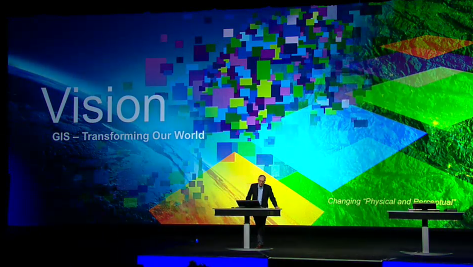 Vision
GIS – Transforming Our World
Changing "Physical and Perceptual"